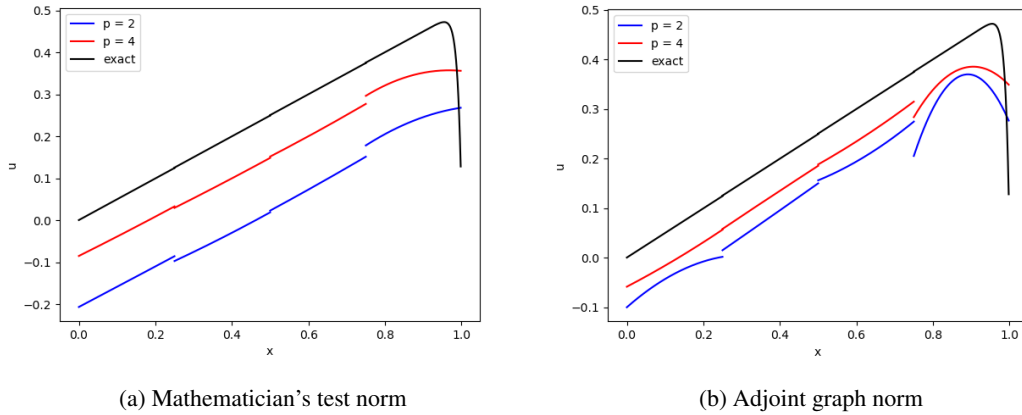 0.5
0.4
0.3
0.2
0.1
0.0
−0.1
−0.2
u
p = 2
p = 4
exact
0.0 0.2 0.4 0.6 0.8 1.0
x
(a) Mathematician's test norm
0.5
0.4
0.3
0.2
0.1
0.0
−0.1
u
p = 2
p = 4
exact
0.0 0.2 0.4 0.6 0.8 1.0
x
(b) Adjoint graph norm